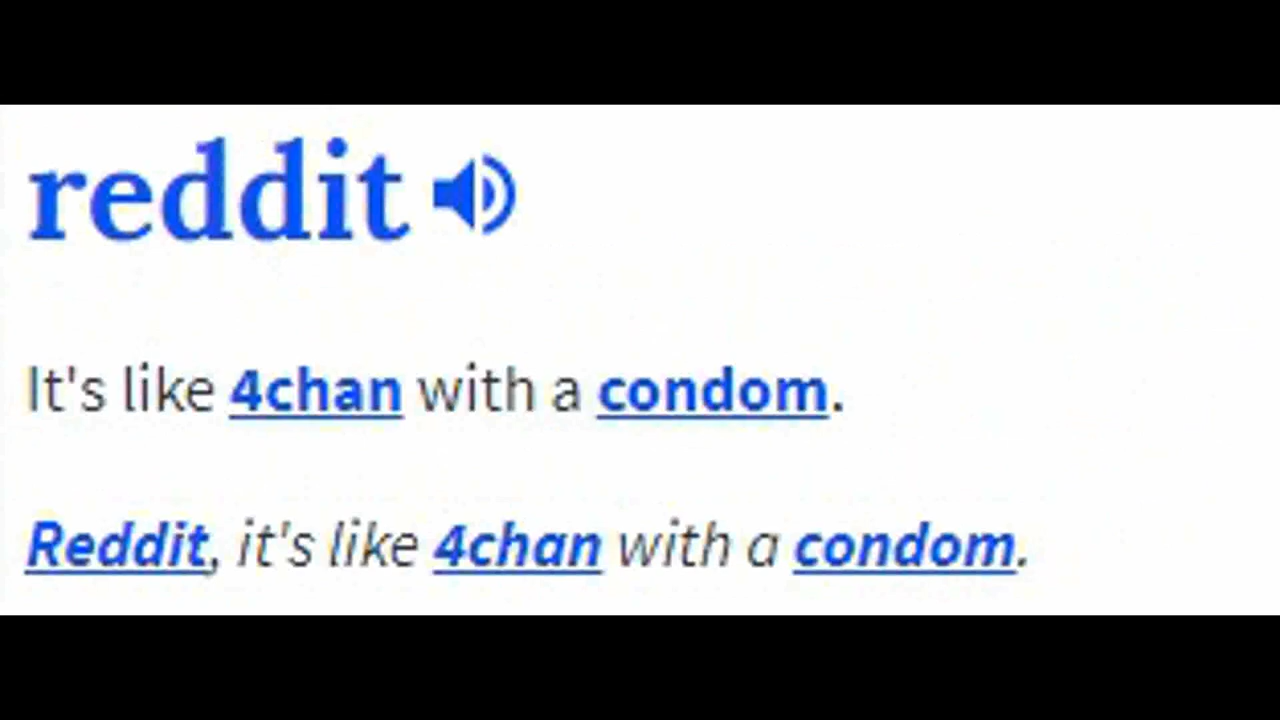 reddit
It's like 4chan with a condom.
Reddit, it's like 4chan with a condom.